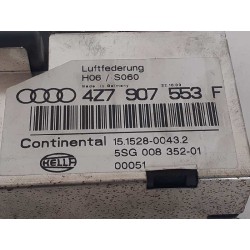 Luftfederung
H06 / S060
Made in Germany
4Z7 907 553 F
Continental 15.1528-0043.2
HELLA 5SG 008 352-01
00051